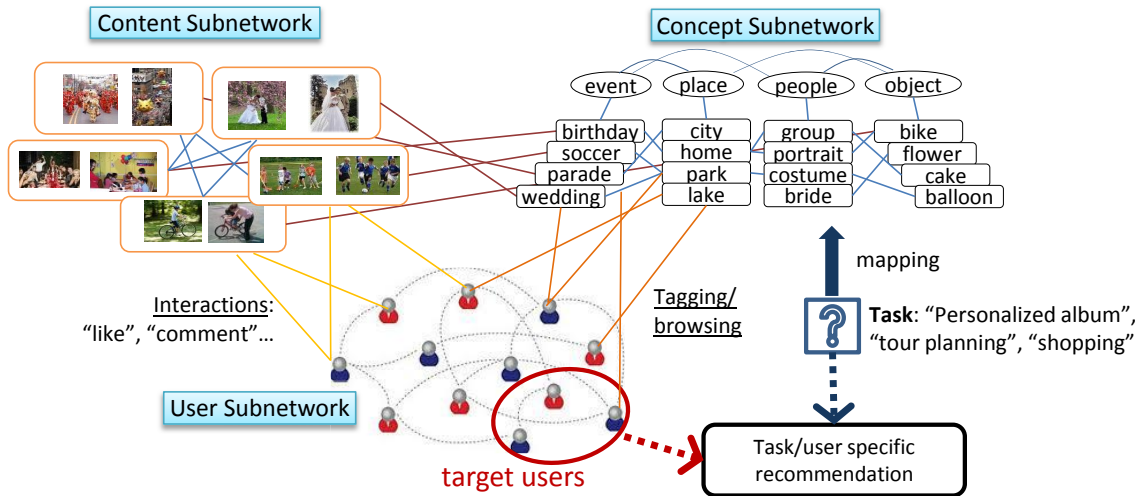 Content Subnetwork
Concept Subnetwork
event
place
people
object
birthday
soccer
parade
wedding
city
home
park
lake
group
portrait
costume
bride
bike
flower
cake
balloon
mapping
Interactions:
“like”, “comment”…
Tagging/
browsing
?
Task: “Personalized album”,
“tour planning”, “shopping”
User Subnetwork
target users
Task/user specific
recommendation